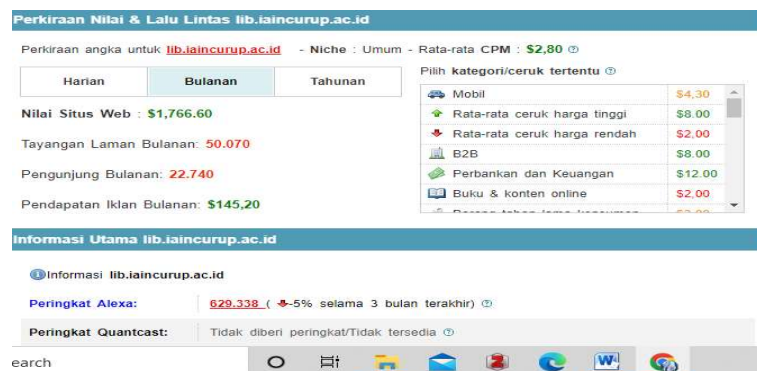 Perkiraan Nilai & Lalu Lintas lib.iaincurup.ac.id
Perkiraan angka untuk lib.iaincurup.ac.id - Niche : Umum - Rata-rata CPM : $2,80
Harian Bulanan Tahunan
Nilai Situs Web : $1,766.60
Tayangan Laman Bulanan: 50.070
Pengunjung Bulanan: 22.740
Pendapatan Iklan Bulanan: $145,20
Pilih kategori/ceruk tertentu
Mobil $4,30
Rata-rata ceruk harga tinggi $8.00
Rata-rata ceruk harga rendah $2,00
B2B $8.00
Perbankan dan Keuangan $12.00
Buku & konten online $2,00
Informasi Utama lib.iaincurup.ac.id
Informasi lib.iaincurup.ac.id
Peringkat Alexa: 629.338 ( -5% selama 3 bulan terakhir)
Peringkat Quantcast: Tidak diberi peringkat/Tidak tersedia
earch